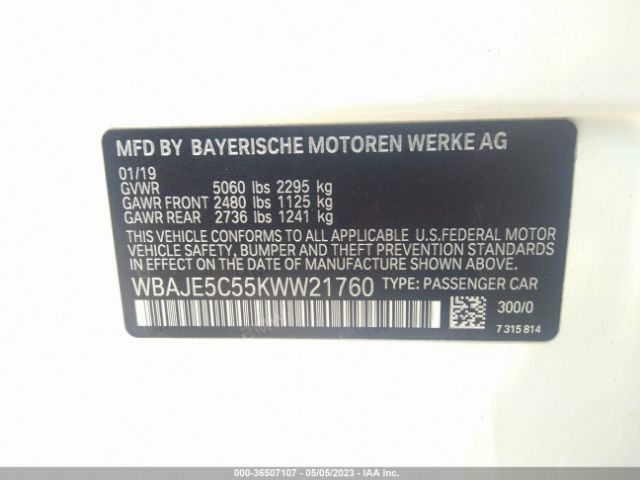 MFD BY BAYERISCHE MOTOREN WERKE AG
01/19
GVWR 5060 lbs 2295 kg
GAWR FRONT 2480 lbs 1125 kg
GAWR REAR 2736 lbs 1241 kg
THIS VEHICLE CONFORMS TO ALL APPLICABLE U.S.FEDERAL MOTOR
VEHICLE SAFETY, BUMPER AND THEFT PREVENTION STANDARDS
IN EFFECT ON THE DATE OF MANUFACTURE SHOWN ABOVE.
WBAJE5C55KWW21760 TYPE: PASSENGER CAR
300/0
7 315 814
000-36507107 - 05/05/2023 - IAA Inc.